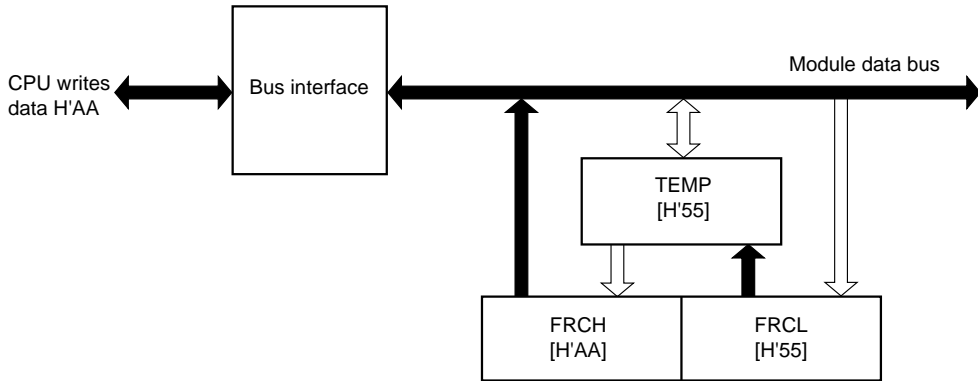 CPU writes
data H'AA
Bus interface
Module data bus
TEMP
[H'55]
FRCH
[H'AA]
FRCL
[H'55]